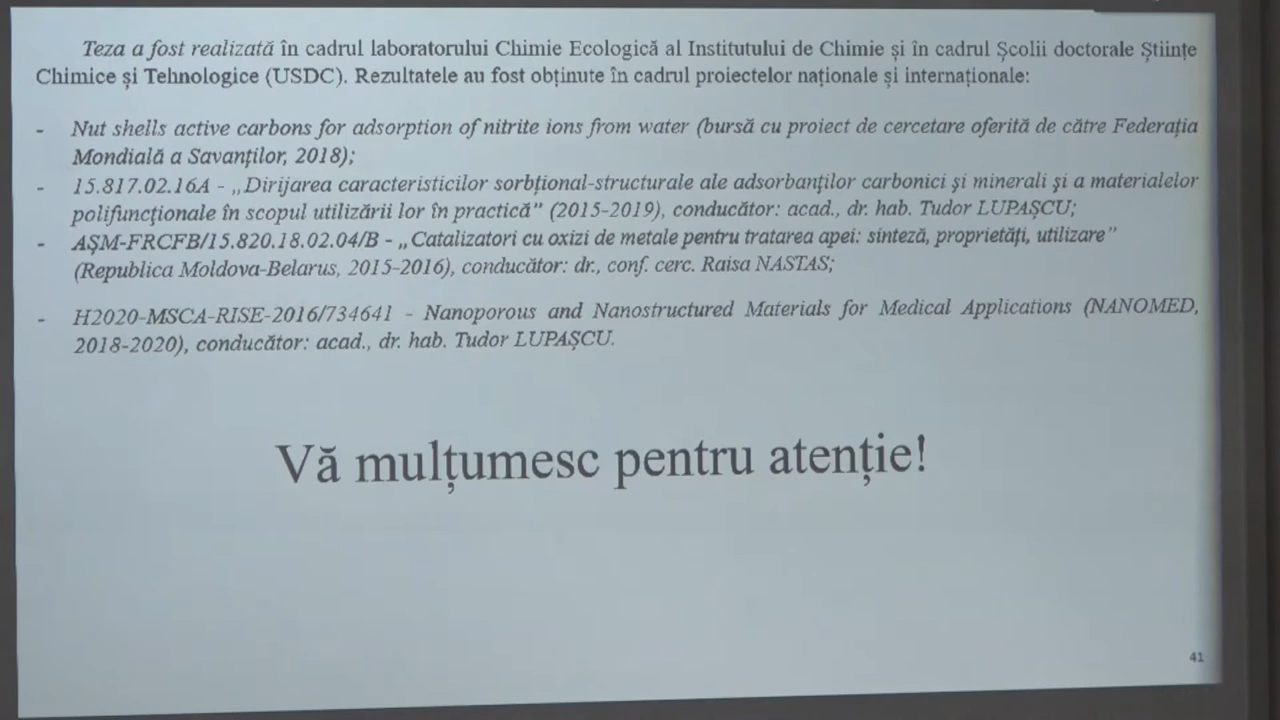 Teza a fost realizată în cadrul laboratorului Chimie Ecologică al Institutului de Chimie și în cadrul Școlii doctorale Științe
Chimice și Tehnologice (USDC). Rezultatele au fost obținute în cadrul proiectelor naționale și internaționale:
- Nut shells active carbons for adsorption of nitrite ions from water (bursă cu proiect de cercetare oferită de către Federația
Mondială a Savanților, 2018);
- 15.817.02.16A - „Dirijarea caracteristicilor sorbțional-structurale ale adsorbanţilor carbonici şi minerali şi a materialelor
polifuncţionale în scopul utilizării lor în practică” (2015-2019), conducător: acad., dr. hab. Tudor LUPAȘCU;
- AȘM-FRCFB/15.820.18.02.04/B - „Catalizatori cu oxizi de metale pentru tratarea apei: sinteză, proprietăți, utilizare”
(Republica Moldova-Belarus, 2015-2016), conducător: dr., conf. cerc. Raisa NASTAS;
- H2020-MSCA-RISE-2016/734641 - Nanoporous and Nanostructured Materials for Medical Applications (NANOMED,
2018-2020), conducător: acad., dr. hab. Tudor LUPAȘCU.
Vă mulțumesc pentru atenție!
41